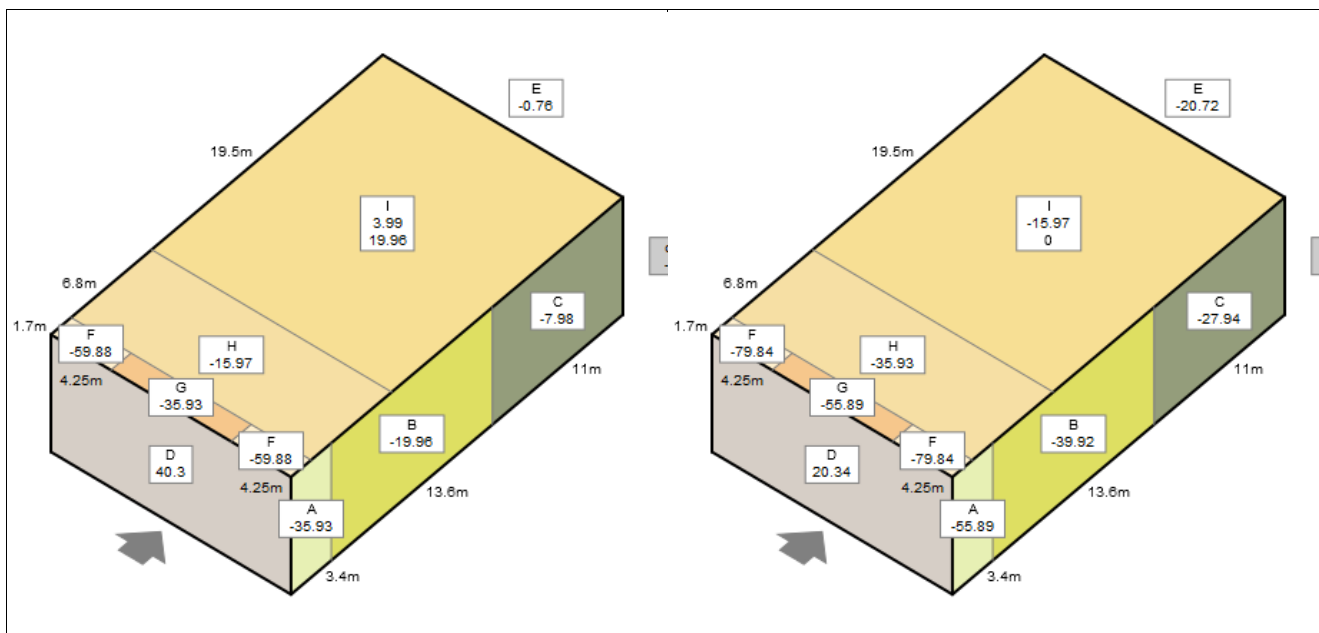 E
-0.76
19.5m
I
3.99
19.96
6.8m
C
-7.98
1.7m
F
-59.88
H
-15.97
11m
4.25m
G
-35.93
B
-19.96
F
-59.88
D
40.3
4.25m
13.6m
A
-35.93
3.4m
E
-20.72
19.5m
I
-15.97
0
6.8m
C
-27.94
1.7m
F
-79.84
H
-35.93
11m
4.25m
G
-55.89
B
-39.92
F
-79.84
D
20.34
4.25m
13.6m
A
-55.89
3.4m